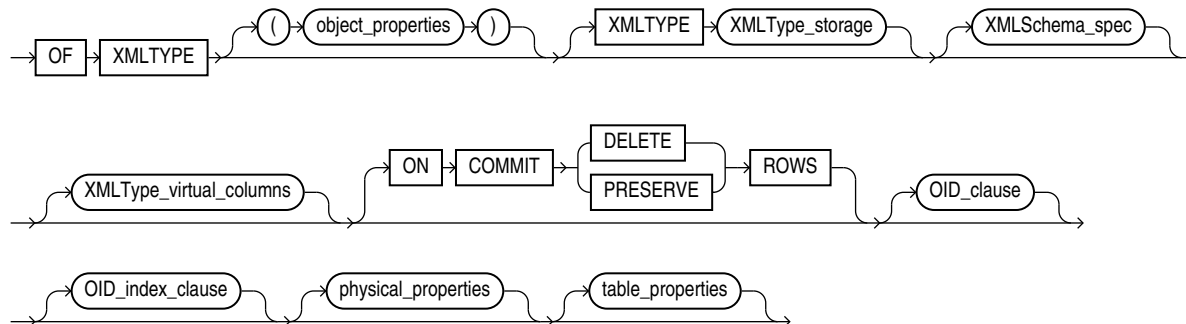 OF XMLTYPE ( object_properties ) XMLTYPE XMLType_storage XMLSchema_spec
XMLType_virtual_columns ON COMMIT DELETE PRESERVE ROWS OID_clause
OID_index_clause physical_properties table_properties